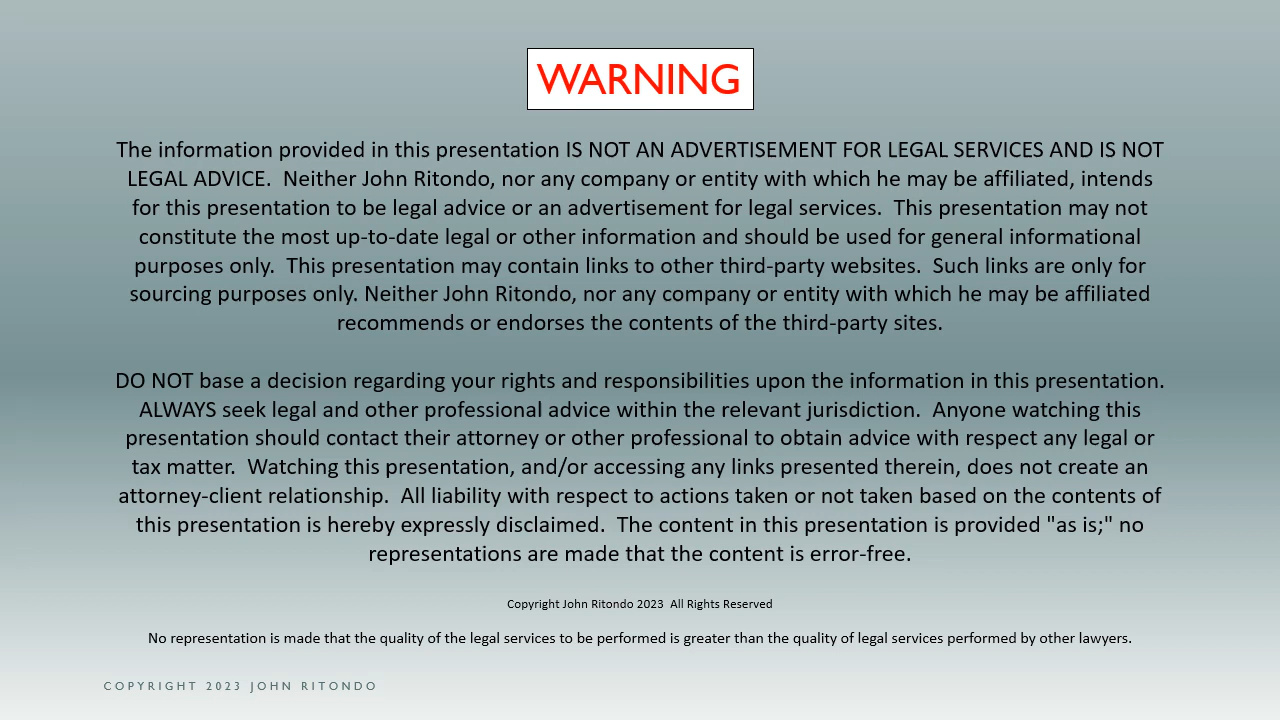 WARNING
The information provided in this presentation IS NOT AN ADVERTISEMENT FOR LEGAL SERVICES AND IS NOT
LEGAL ADVICE.  Neither John Ritondo, nor any company or entity with which he may be affiliated, intends
for this presentation to be legal advice or an advertisement for legal services.  This presentation may not
constitute the most up-to-date legal or other information and should be used for general informational
purposes only.  This presentation may contain links to other third-party websites.  Such links are only for
sourcing purposes only. Neither John Ritondo, nor any company or entity with which he may be affiliated
recommends or endorses the contents of the third-party sites.
DO NOT base a decision regarding your rights and responsibilities upon the information in this presentation.
ALWAYS seek legal and other professional advice within the relevant jurisdiction.  Anyone watching this
presentation should contact their attorney or other professional to obtain advice with respect any legal or
tax matter.  Watching this presentation, and/or accessing any links presented therein, does not create an
attorney-client relationship.  All liability with respect to actions taken or not taken based on the contents of
this presentation is hereby expressly disclaimed.  The content in this presentation is provided "as is;" no
representations are made that the content is error-free.
Copyright John Ritondo 2023  All Rights Reserved
No representation is made that the quality of the legal services to be performed is greater than the quality of legal services performed by other lawyers.
COPYRIGHT 2023 JOHN RITONDO